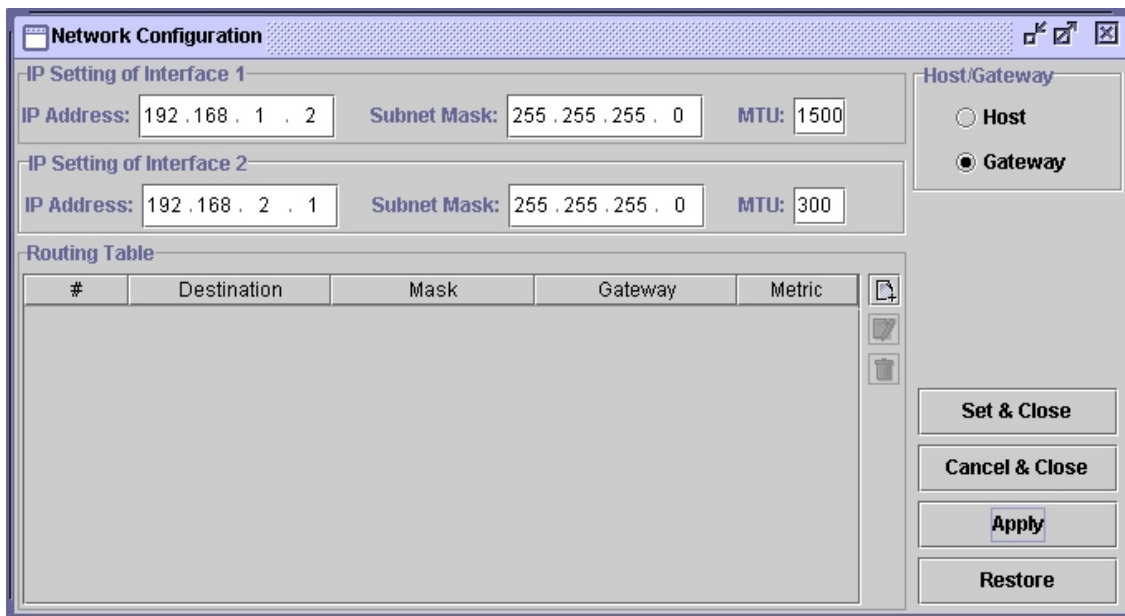 Network Configuration
IP Setting of Interface 1
IP Address: 192 .168 . 1 . 2 Subnet Mask: 255 .255 .255 . 0 MTU: 1500
IP Setting of Interface 2
IP Address: 192 .168 . 2 . 1 Subnet Mask: 255 .255 .255 . 0 MTU: 300
Host/Gateway
Host
Gateway
Routing Table
# Destination Mask Gateway Metric
Set & Close
Cancel & Close
Apply
Restore